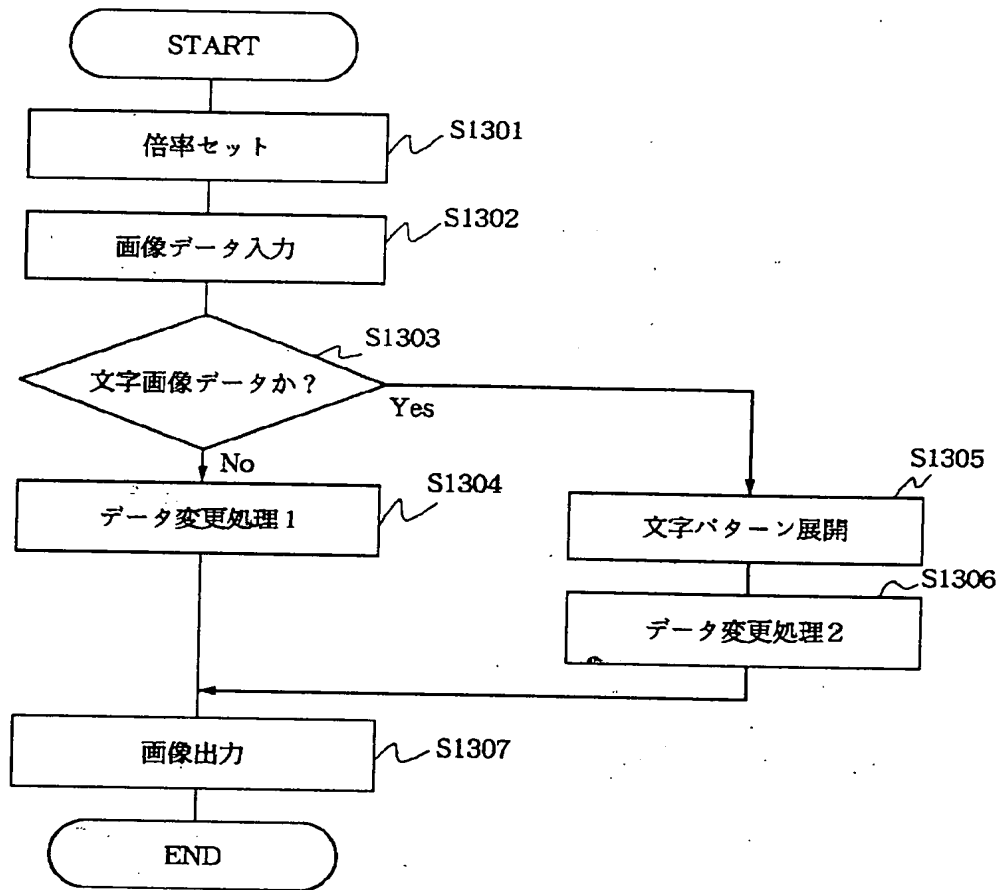 START
倍率セット
S1301
画像データ入力
S1302
文字画像データか?
S1303
Yes
No
データ変更処理1
S1304
文字パターン展開
S1305
データ変更処理2
S1306
画像出力
S1307
END